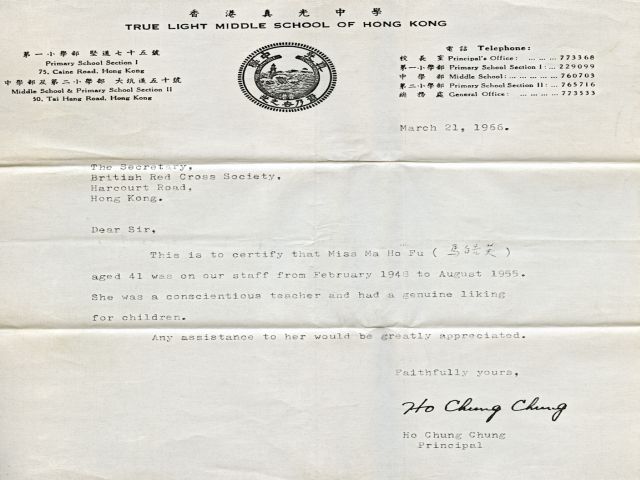 香港真光中學
TRUE LIGHT MIDDLE SCHOOL OF HONG KONG
第一小學部 堅道七十五號
Primary School Section I
75, Caine Road, Hong Kong
中學部及第二小學部 大坑道五十號
Middle School & Primary School Section II
50, Tai Hang Road, Hong Kong
電話 Telephone:
校長室 Principal's Office: ... ... 773368
第一小學部 Primary School Section I: ... 229099
中學部 Middle School: ... ... ... 760703
第二小學部 Primary School Section II: ... 765716
總務處 General Office: ... ... ... 773533
March 21, 1966.
The Secretary,
British Red Cross Society,
Harcourt Road,
Hong Kong.
Dear Sir,
This is to certify that Miss Ma Ho Fu ( 馬 芙 )
aged 41 was on our staff from February 1948 to August 1955.
She was a conscientious teacher and had a genuine liking
for children.
Any assistance to her would be greatly appreciated.
Faithfully yours,
Ho Chung Chung
Ho Chung Chung
Principal